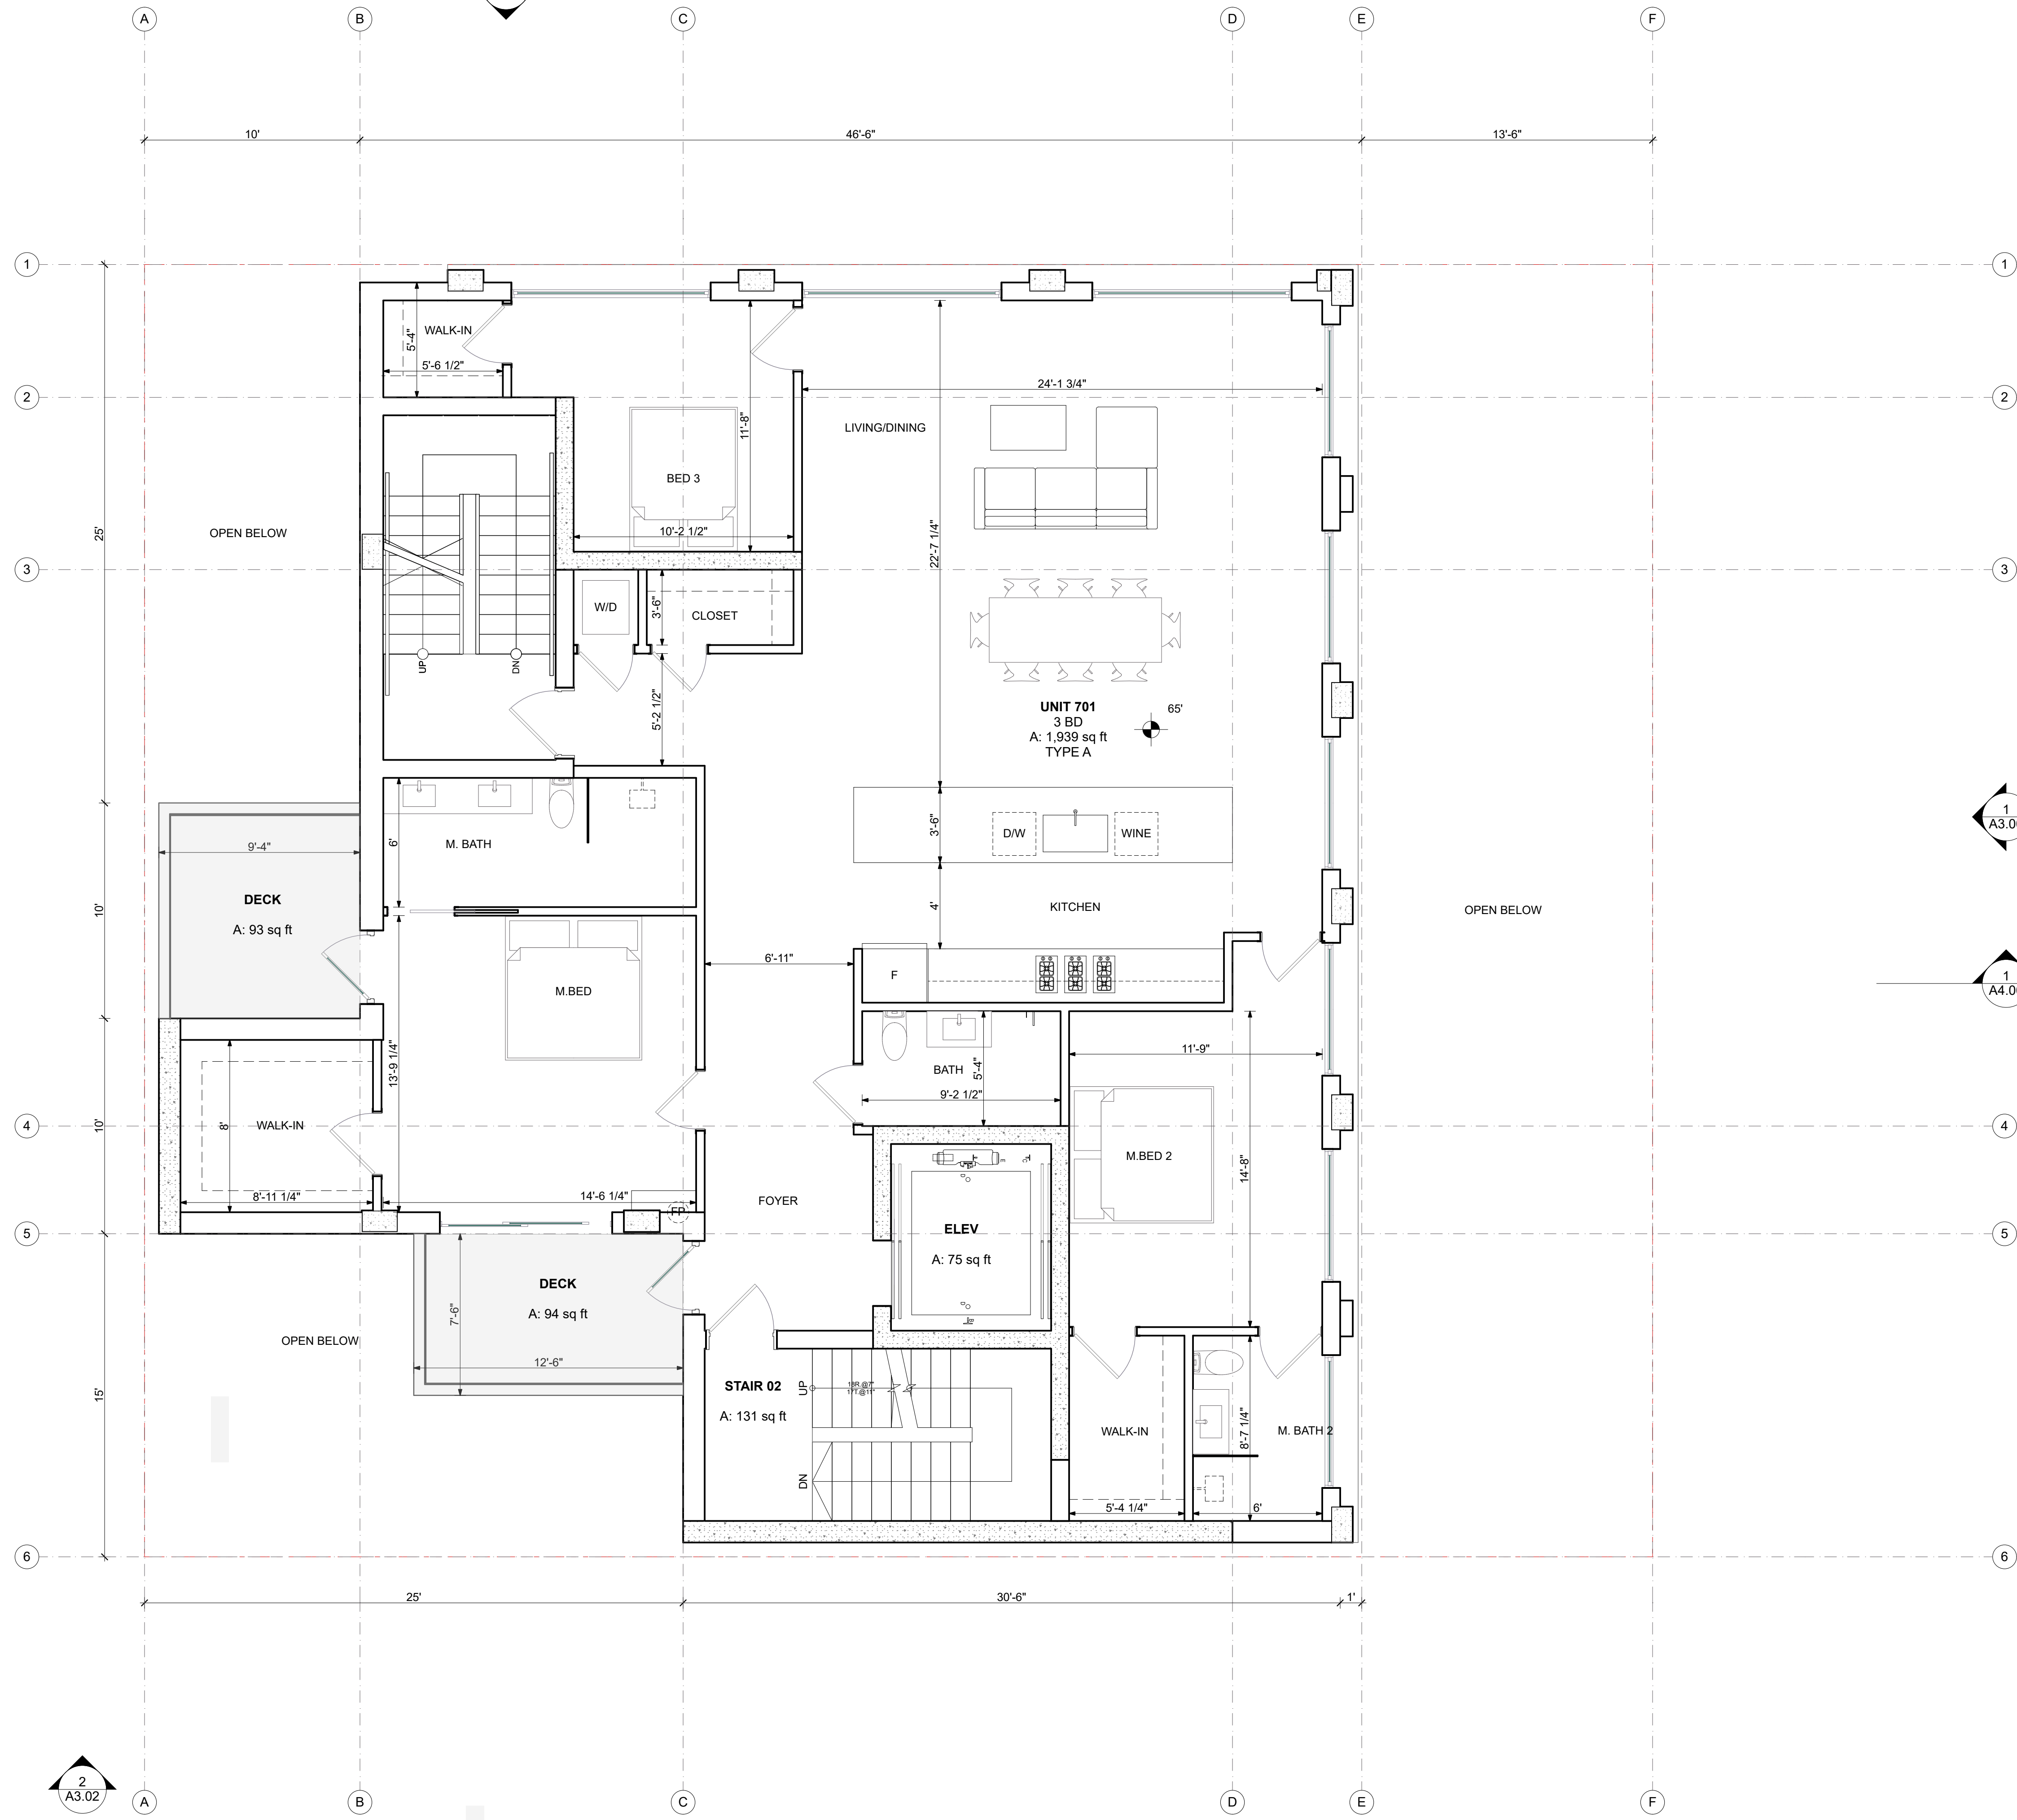 A B C D E F
10' 46'-6" 13'-6"
1 1
WALK-IN
5'-4"
5'-6 1/2"
24'-1 3/4"
2 2
LIVING/DINING
11'-8"
BED 3
OPEN BELOW
25'
10'-2 1/2"
22'-7 1/4"
3 3
W/D
3'-6"
CLOSET
UP
DN
5'-2 1/2"
UNIT 701
3 BD
A: 1,939 sq ft
TYPE A
65'
9'-4"
6'
M. BATH
3'-6"
D/W
WINE
1
A3.0
DECK
A: 93 sq ft
10'
4'
KITCHEN
OPEN BELOW
6'-11"
F
M.BED
1
A4.0
13'-9 1/4"
11'-9"
BATH
5'-4"
9'-2 1/2"
8'
WALK-IN
4 4
10'
M.BED 2
14'-8"
8'-11 1/4"
14'-6 1/4"
FP
FOYER
5 5
ELEV
A: 75 sq ft
DECK
A: 94 sq ft
7'-6"
OPEN BELOW
12'-6"
STAIR 02
A: 131 sq ft
UP
18R.@7"
17T.@11"
15'
WALK-IN
8'-7 1/4"
M. BATH 2
DN
5'-4 1/4"
6'
6 6
25' 30'-6" 1'
2
A3.02
A B C D E F